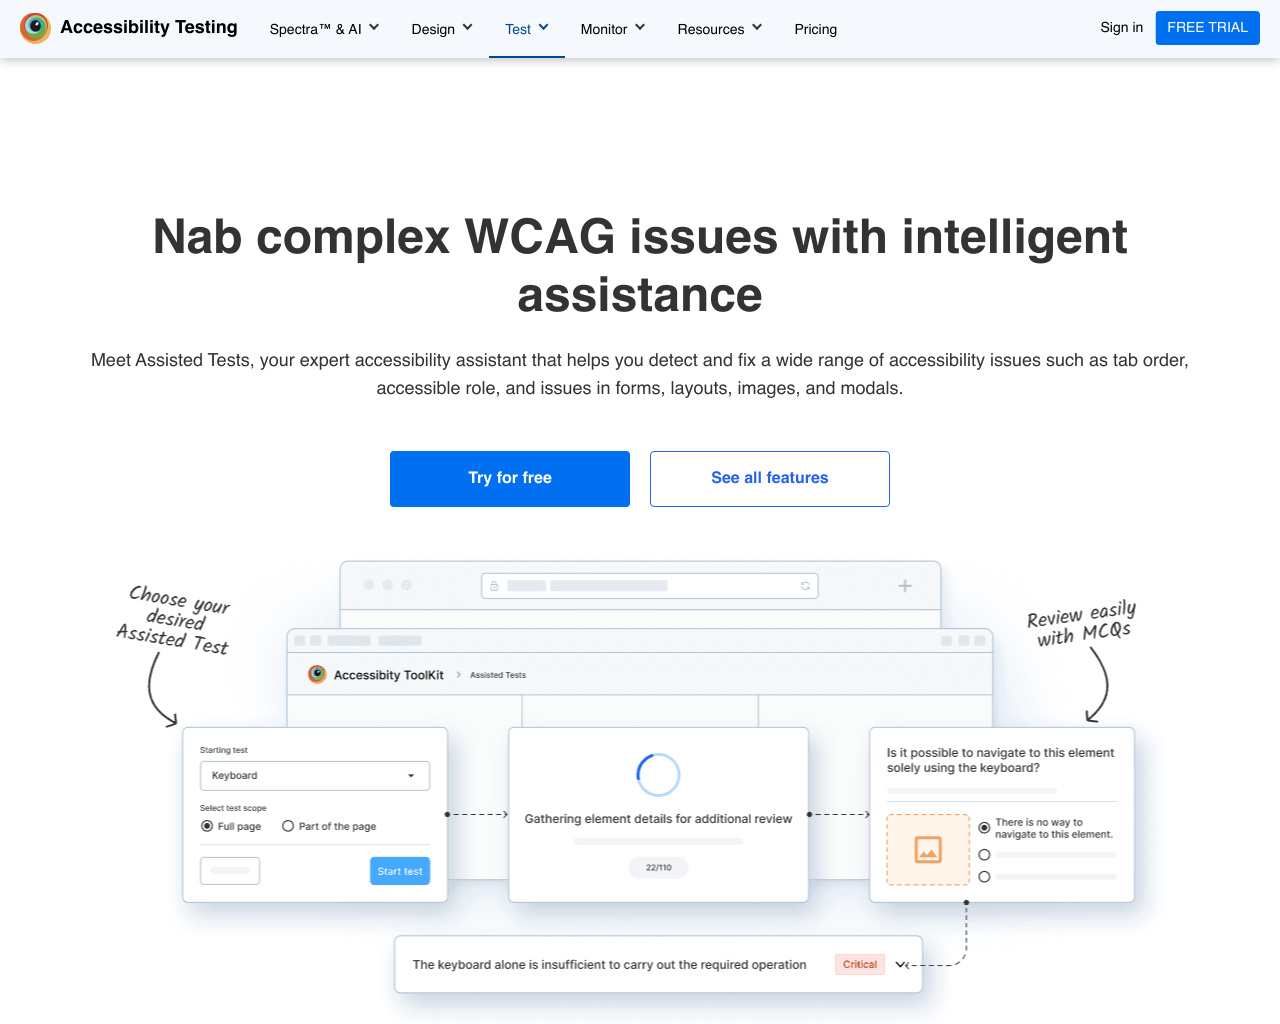 Accessibility Testing
Spectra™ & AI
Design
Test
Monitor
Resources
Pricing
Sign in
FREE TRIAL
Nab complex WCAG issues with intelligent
assistance
Meet Assisted Tests, your expert accessibility assistant that helps you detect and fix a wide range of accessibility issues such as tab order,
accessible role, and issues in forms, layouts, images, and modals.
Try for free
See all features
Choose your
desired
Assisted Test
Review easily
with MCQs
Accessibity ToolKit
Assisted Tests
Starting test
Keyboard
Select test scope
Full page
Part of the page
Start test
Gathering element details for additional review
22/110
Is it possible to navigate to this element
solely using the keyboard?
There is no way to
navigate to this element.
The keyboard alone is insufficient to carry out the required operation
Critical